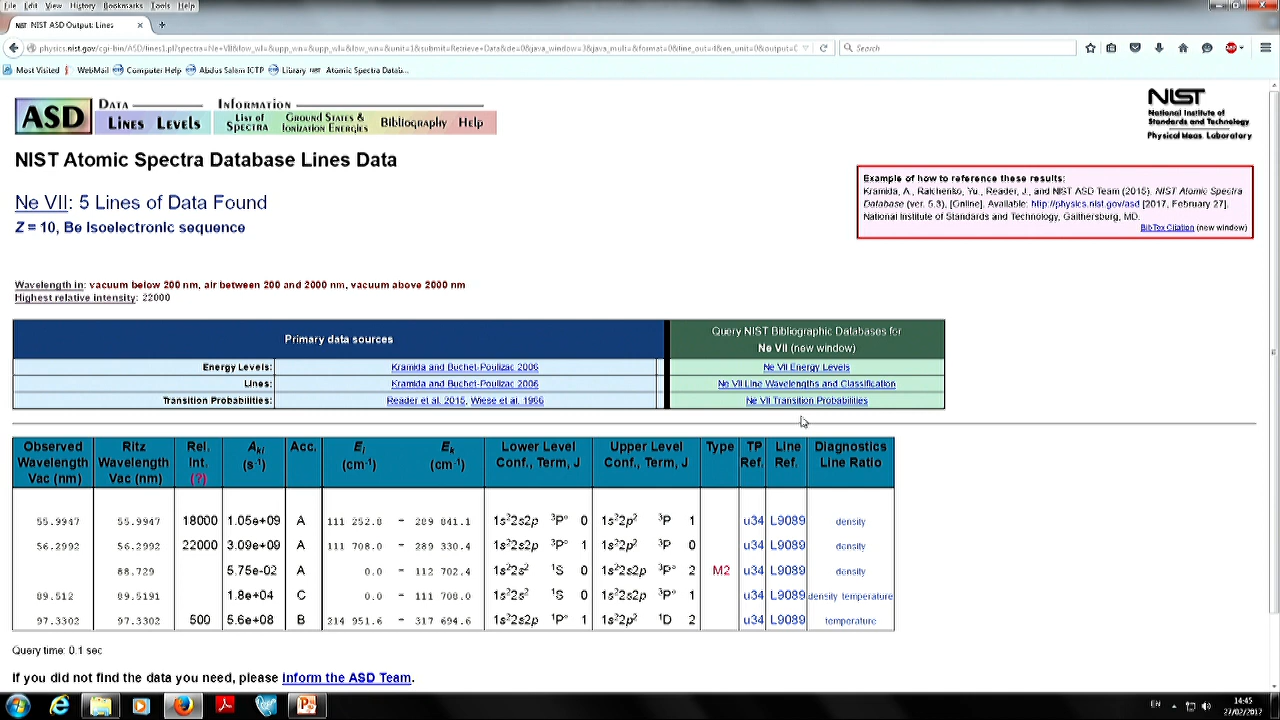 File Edit View History Bookmarks Tools Help
NIST NIST ASD Output: Lines
Search
Most Visited WebMail Computer Help Abdus Salam ICTP Library Atomic Spectra Datab...
ASD
DATA
LINES LEVELS
INFORMATION
LIST OF SPECTRA
GROUND STATES & IONIZATION ENERGIES
BIBLIOGRAPHY
HELP
NIST
National Institute of
Standards and Technology
Physical Meas. Laboratory
NIST Atomic Spectra Database Lines Data
Example of how to reference these results:
Kramida, A., Ralchenko, Yu., Reader, J., and NIST ASD Team (2015). NIST Atomic Spectra
Database (ver. 5.3), [Online]. Available: http://physics.nist.gov/asd [2017, February 27].
National Institute of Standards and Technology, Gaithersburg, MD.
BibTex Citation (new window)
Ne VII: 5 Lines of Data Found
Z = 10, Be isoelectronic sequence
Wavelength in: vacuum below 200 nm, air between 200 and 2000 nm, vacuum above 2000 nm
Highest relative intensity: 22000
Primary data sources
Query NIST Bibliographic Databases for
Ne VII (new window)
Energy Levels: Kramida and Buchet-Poulizac 2006 Ne VII Energy Levels
Lines: Kramida and Buchet-Poulizac 2006 Ne VII Line Wavelengths and Classification
Transition Probabilities: Reader et al. 2015, Wiese et al. 1966 Ne VII Transition Probabilities
Observed Wavelength Vac (nm) Ritz Wavelength Vac (nm) Rel. Int. (?) Aki (s-1) Acc. Ei (cm-1) Ek (cm-1) Lower Level Conf., Term, J Upper Level Conf., Term, J Type TP Ref. Line Ref. Diagnostics Line Ratio
55.9947 55.9947 18000 1.05e+09 A 111 252.8 - 289 841.1 1s²2s2p ³P° 0 1s²2p² ³P 1 u34 L9089 density
56.2992 56.2992 22000 3.09e+09 A 111 708.0 - 289 330.4 1s²2s2p ³P° 1 1s²2p² ³P 0 u34 L9089 density
88.729 5.75e-02 A 0.0 - 112 702.4 1s²2s² ¹S 0 1s²2s2p ³P° 2 M2 u34 L9089 density
89.512 89.5191 1.8e+04 C 0.0 - 111 708.0 1s²2s² ¹S 0 1s²2s2p ³P° 1 u34 L9089 density temperature
97.3302 97.3302 500 5.6e+08 B 214 951.6 - 317 694.6 1s²2s2p ¹P° 1 1s²2p² ¹D 2 u34 L9089 temperature
Query time: 0.1 sec
If you did not find the data you need, please inform the ASD Team.
EN
14:45
27/02/2017